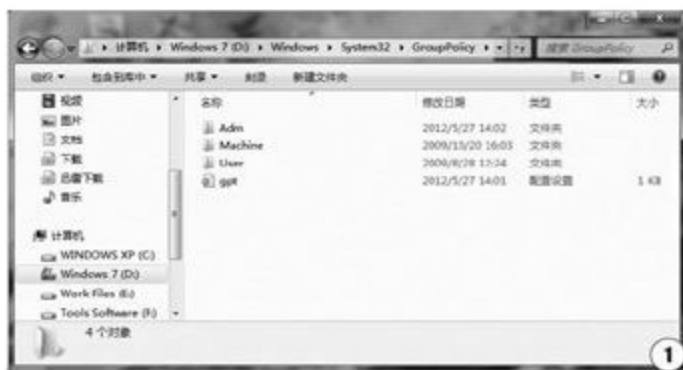 计算机 ▸ Windows 7 (D:) ▸ Windows ▸ System32 ▸ GroupPolicy ▸
搜索 GroupPolicy
组织 包含到库中 共享 刻录 新建文件夹
名称 修改日期 类型 大小
视频
图片
文档
下载
迅雷下载
音乐
计算机
WINDOWS XP (C:)
Windows 7 (D:)
Work Files (E:)
Tools Software (F:)
Adm 2012/5/27 14:02 文件夹
Machine 2009/10/20 16:03 文件夹
User 2009/8/28 12:24 文件夹
gpt 2012/5/27 14:01 配置设置 1 KB
4 个对象
1